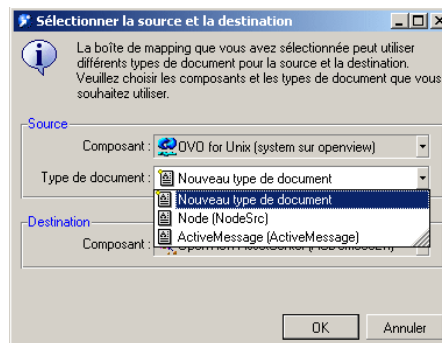 Sélectionner la source et la destination
La boîte de mapping que vous avez sélectionnée peut utiliser
différents types de document pour la source et la destination.
Veuillez choisir les composants et les types de document que vous
souhaitez utiliser.
Source
Composant : OVO for Unix (system sur openview)
Type de document : Nouveau type de document
Nouveau type de document
Node (NodeSrc)
ActiveMessage (ActiveMessage)
Destination
Composant :
OK Annuler